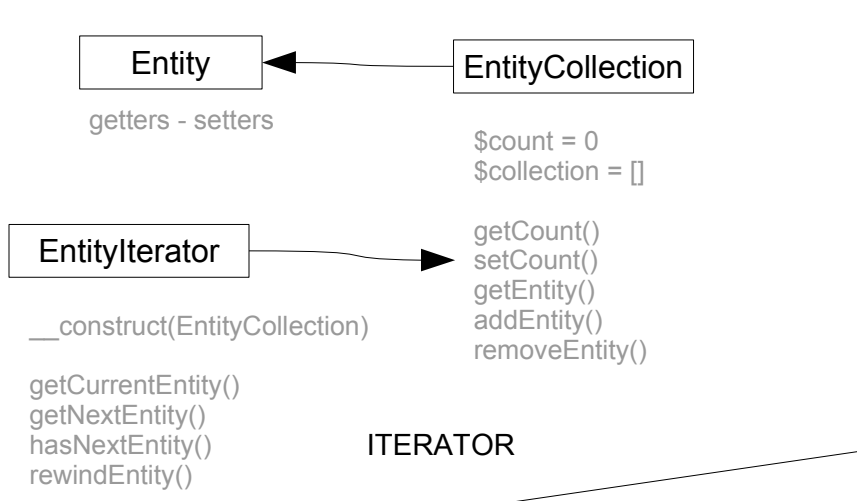 Entity
getters - setters
EntityCollection
$count = 0
$collection = []
getCount()
setCount()
getEntity()
addEntity()
removeEntity()
EntityIterator
__construct(EntityCollection)
getCurrentEntity()
getNextEntity()
hasNextEntity()
rewindEntity()
ITERATOR